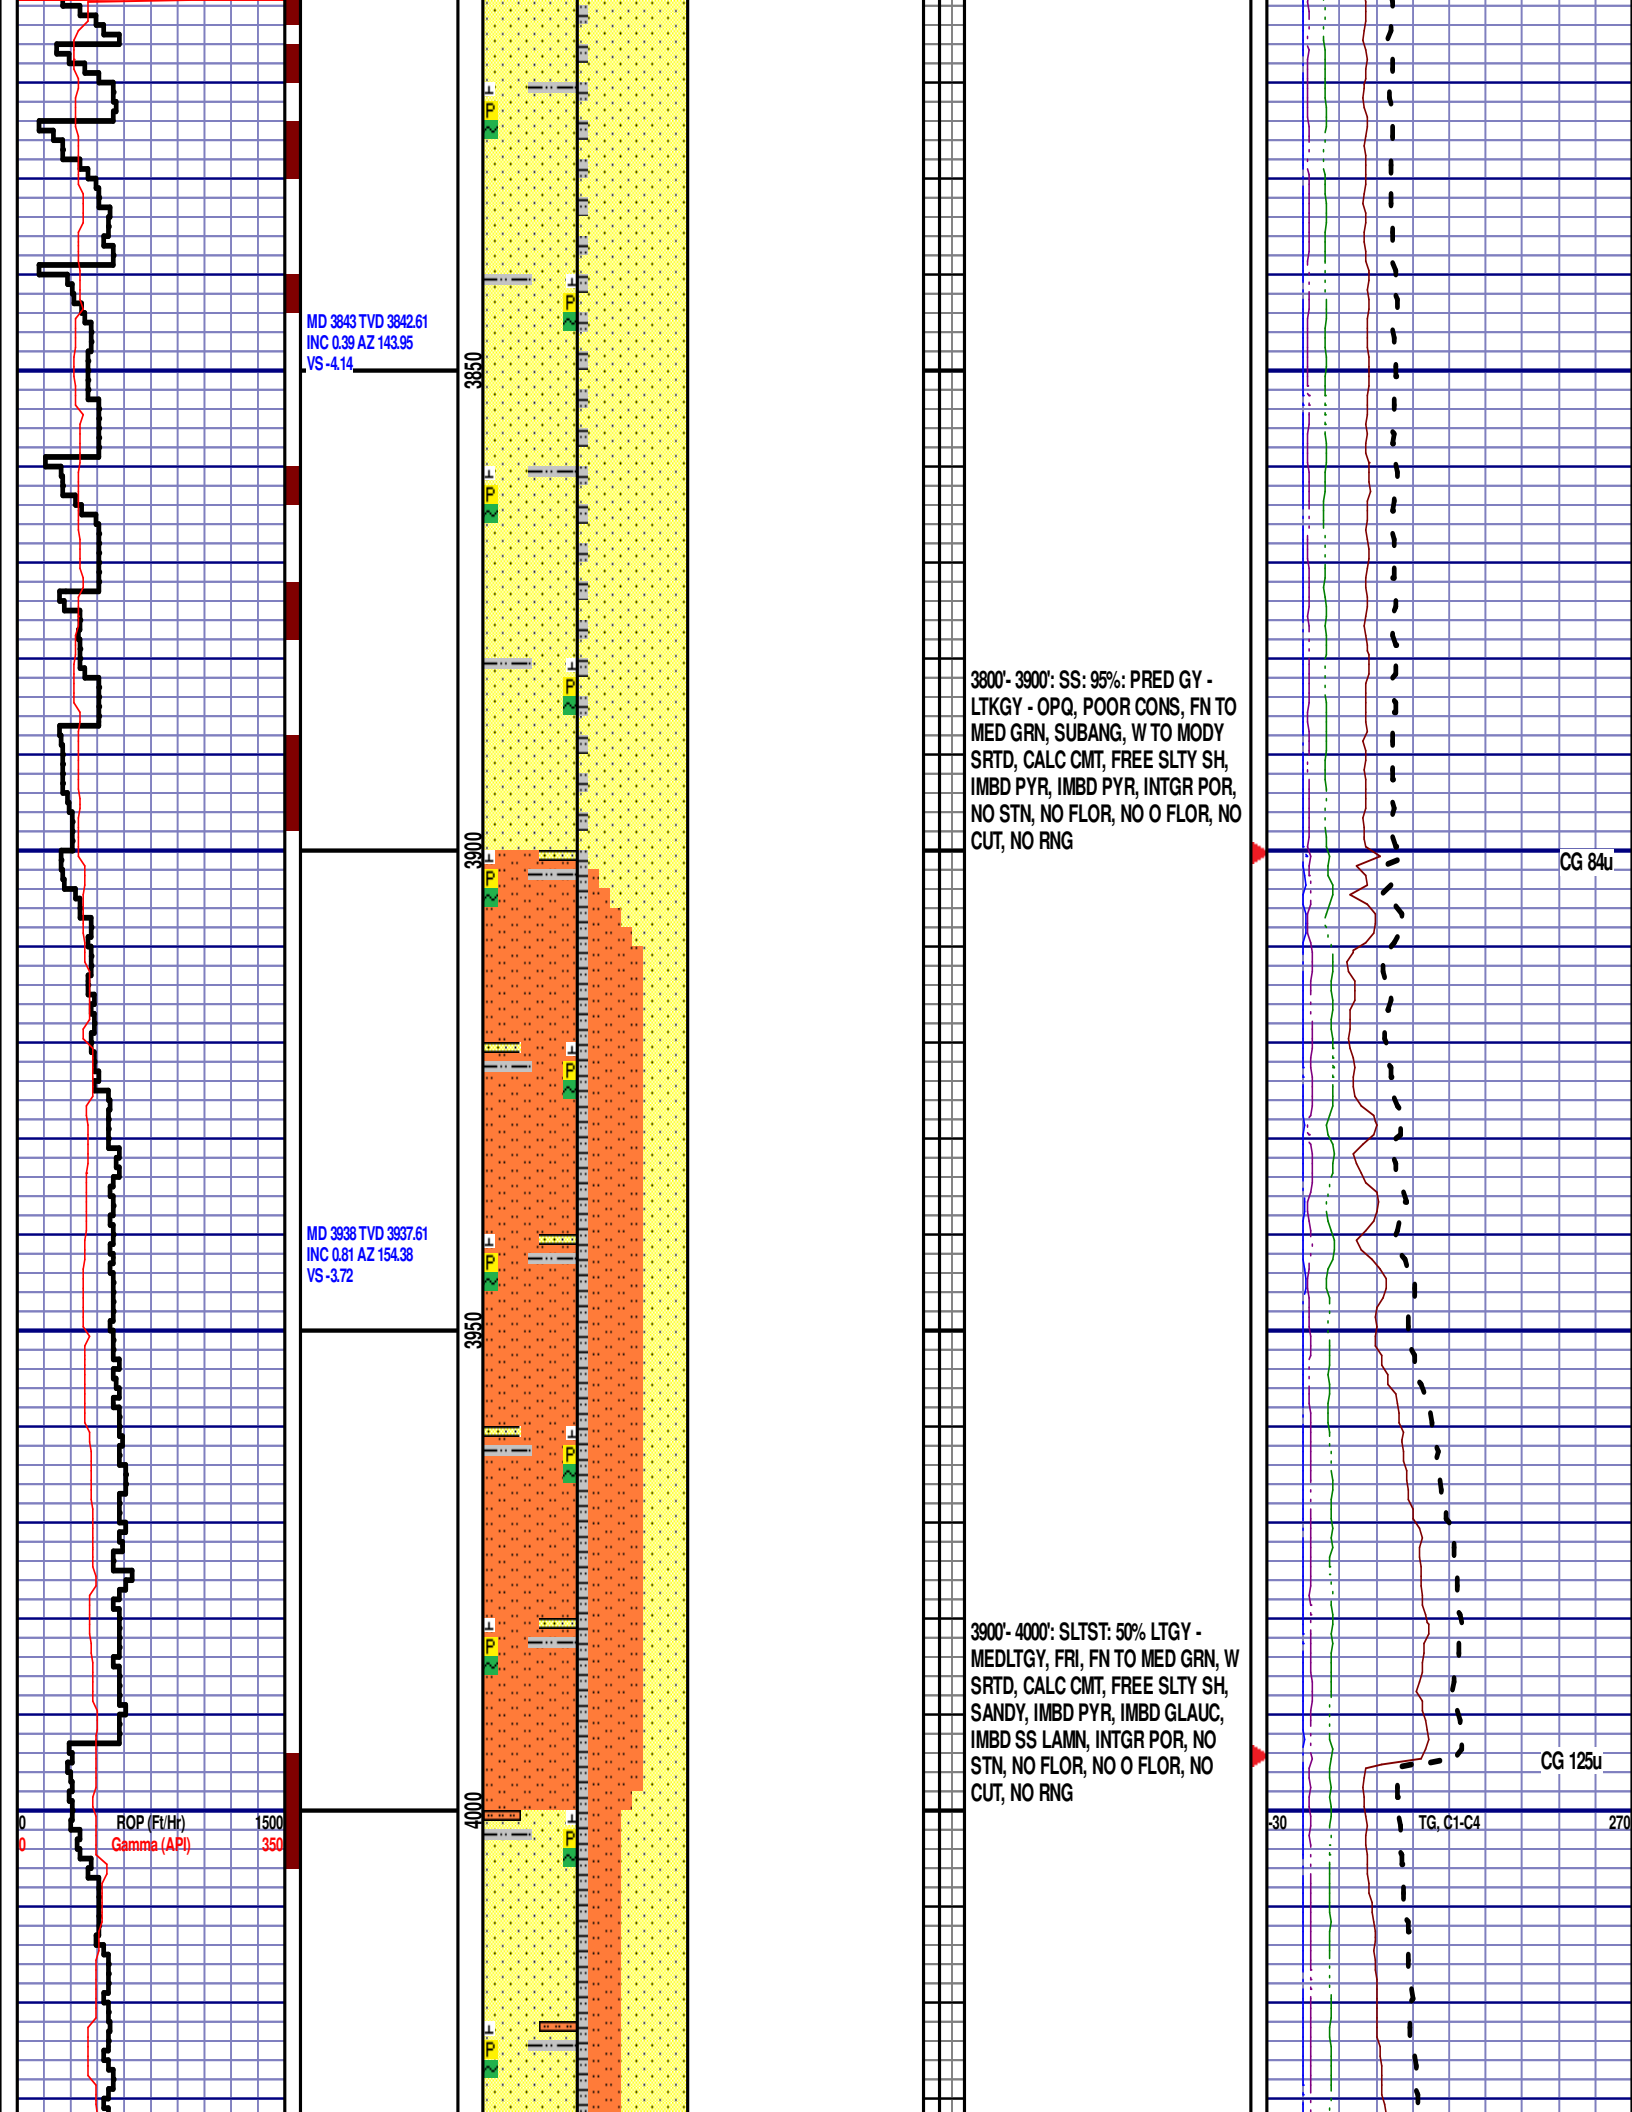 MD 3843 TVD 3842.61
INC 0.39 AZ 143.95
VS -4.14
3850
3800'- 3900': SS: 95%: PRED GY -
LTKGY - OPQ, POOR CONS, FN TO
MED GRN, SUBANG, W TO MODY
SRTD, CALC CMT, FREE SLTY SH,
IMBD PYR, IMBD PYR, INTGR POR,
NO STN, NO FLOR, NO O FLOR, NO
CUT, NO RNG
3900
CG 84u
MD 3938 TVD 3937.61
INC 0.81 AZ 154.38
VS -3.72
3950
3900'- 4000': SLTST: 50% LTGY -
MEDLTGY, FRI, FN TO MED GRN, W
SRTD, CALC CMT, FREE SLTY SH,
SANDY, IMBD PYR, IMBD GLAUC,
IMBD SS LAMN, INTGR POR, NO
STN, NO FLOR, NO O FLOR, NO
CUT, NO RNG
CG 125u
4000
0 ROP (Ft/Hr) 1500
0 Gamma (API) 350
-30 TG, C1-C4 270
P
P
P
P
P
P
P
P
P
P
P